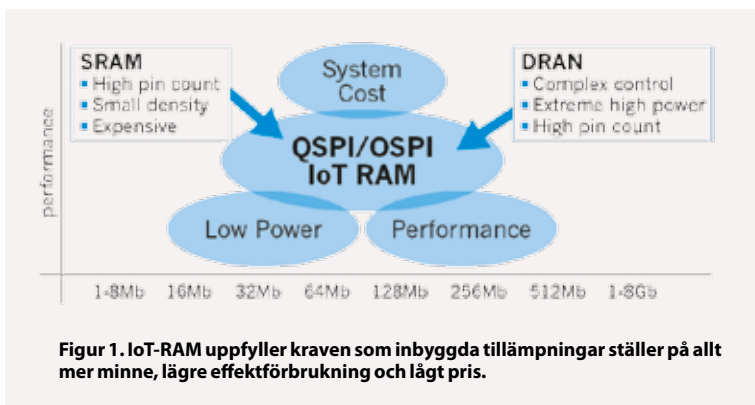 SRAM
▪ High pin count
▪ Small density
▪ Expensive
System
Cost
DRAN
▪ Complex control
▪ Extreme high power
▪ High pin count
performance
QSPI/OSPI
IoT RAM
Low Power
Performance
1-8Mb 16Mb 32Mb 64Mb 128Mb 256Mb 512Mb 1-8Gb
Figur 1. IoT-RAM uppfyller kraven som inbyggda tillämpningar ställer på allt
mer minne, lägre effektförbrukning och lågt pris.